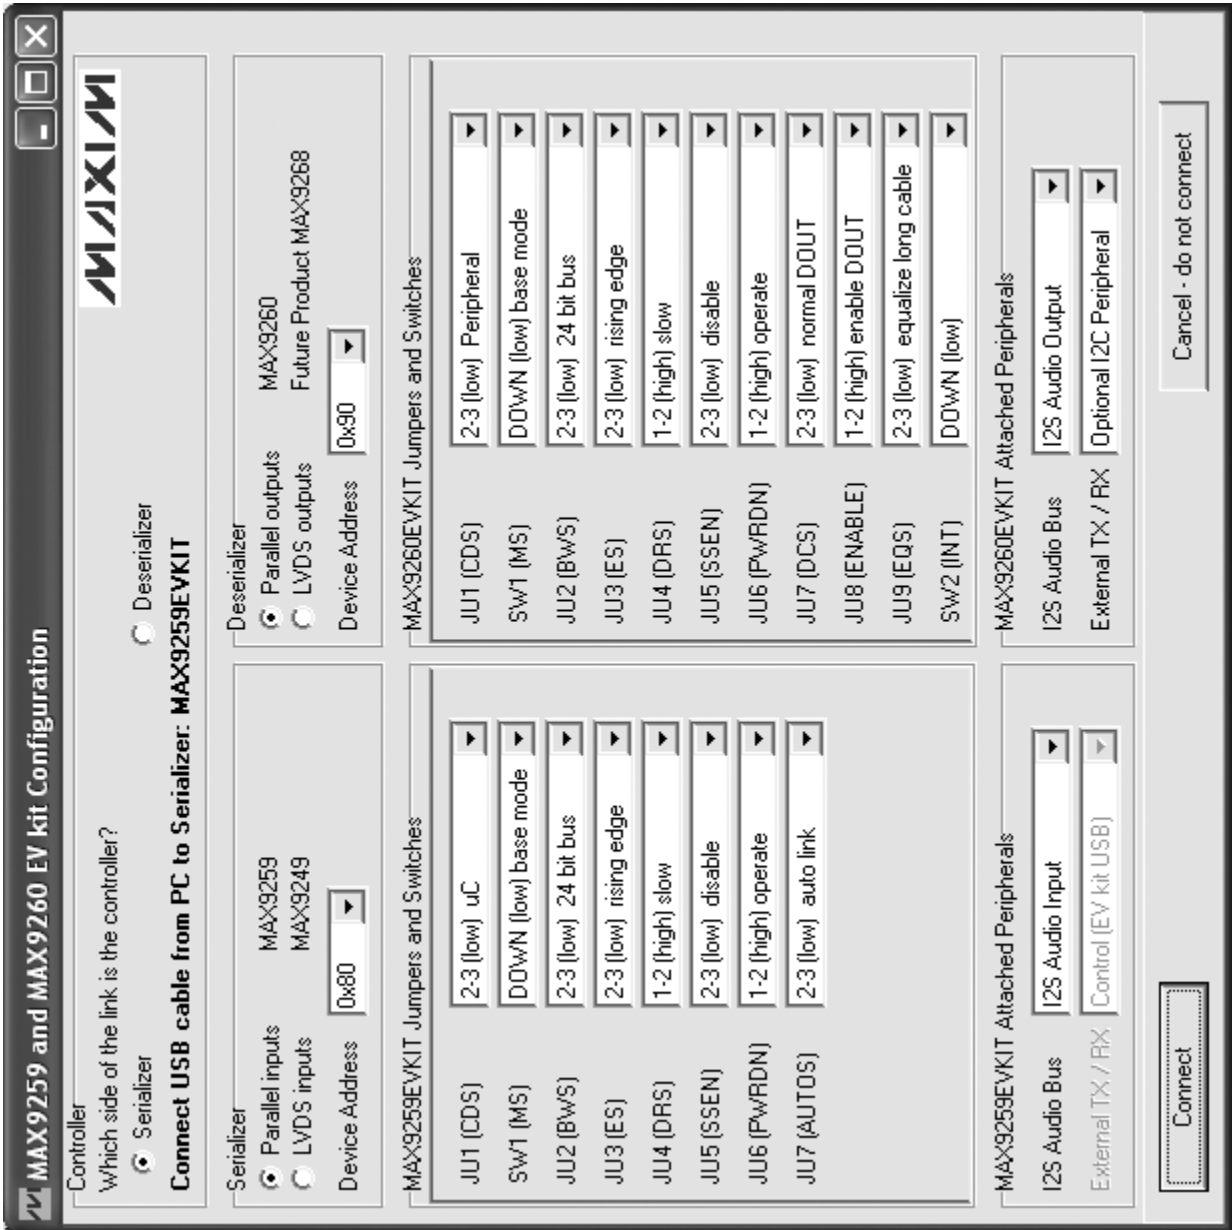 MAX9259 and MAX9260 EV kit Configuration
Controller
Which side of the link is the controller?
Serializer
Deserializer
Connect USB cable from PC to Serializer: MAX9259EVKIT
MAXIM
Serializer
Parallel inputs MAX9259
LVDS inputs MAX9249
Device Address 0x80
MAX9259EVKIT Jumpers and Switches
JU1 (CDS) 2-3 (low) uC
SW1 (MS) DOWN (low) base mode
JU2 (BWS) 2-3 (low) 24 bit bus
JU3 (ES) 2-3 (low) rising edge
JU4 (DRS) 1-2 (high) slow
JU5 (SSEN) 2-3 (low) disable
JU6 (PWRDN) 1-2 (high) operate
JU7 (AUTOS) 2-3 (low) auto link
MAX9259EVKIT Attached Peripherals
I2S Audio Bus I2S Audio Input
External TX / RX Control (EV kit USB)
Deserializer
Parallel outputs MAX9260
LVDS outputs Future Product MAX9268
Device Address 0x90
MAX9260EVKIT Jumpers and Switches
JU1 (CDS) 2-3 (low) Peripheral
SW1 (MS) DOWN (low) base mode
JU2 (BWS) 2-3 (low) 24 bit bus
JU3 (ES) 2-3 (low) rising edge
JU4 (DRS) 1-2 (high) slow
JU5 (SSEN) 2-3 (low) disable
JU6 (PWRDN) 1-2 (high) operate
JU7 (DCS) 2-3 (low) normal DOUT
JU8 (ENABLE) 1-2 (high) enable DOUT
JU9 (EQS) 2-3 (low) equalize long cable
SW2 (INT) DOWN (low)
MAX9260EVKIT Attached Peripherals
I2S Audio Bus I2S Audio Output
External TX / RX Optional I2C Peripheral
Connect
Cancel - do not connect